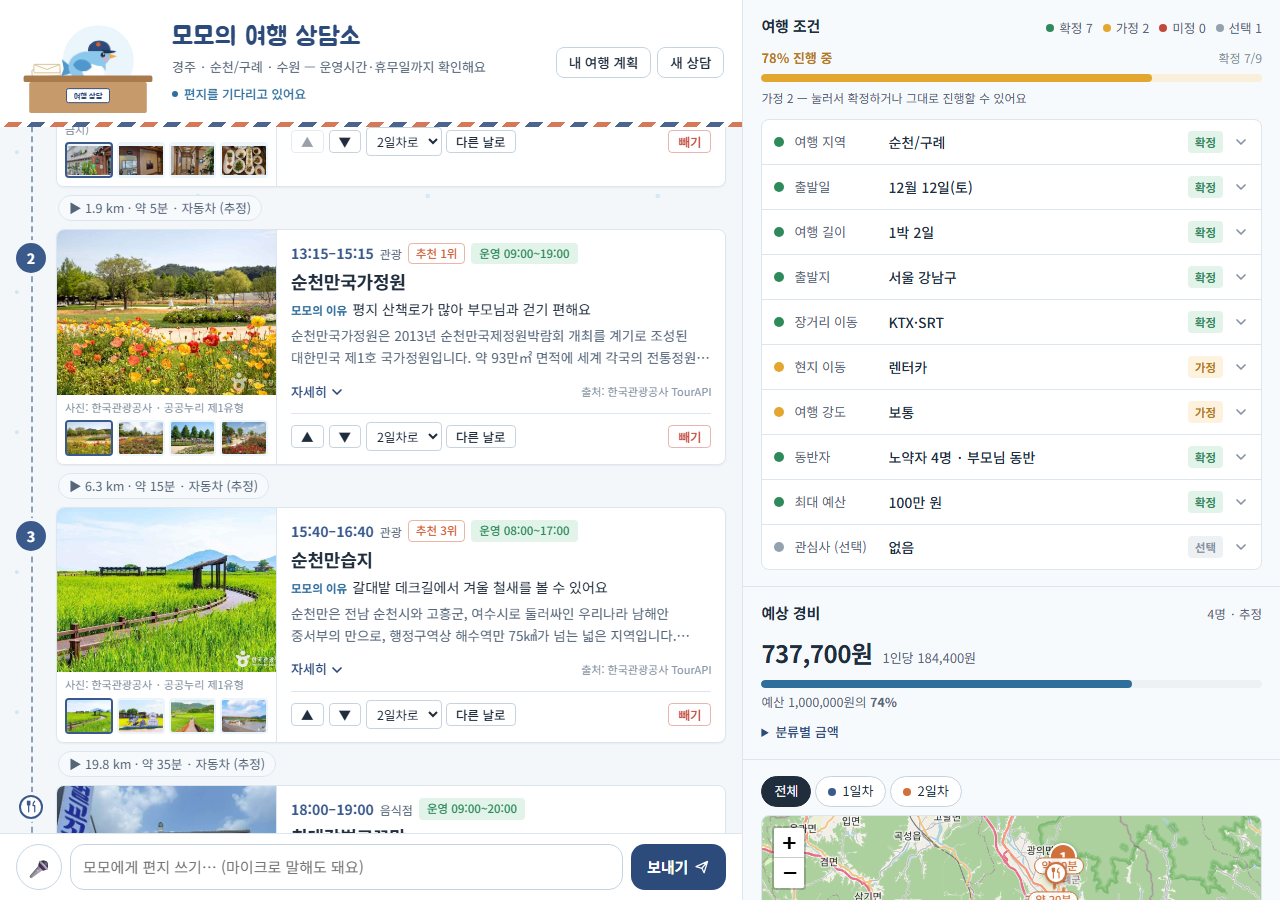 모모의 여행 상담소
경주 · 순천/구례 · 수원 — 운영시간·휴무일까지 확인해요
편지를 기다리고 있어요
여행 상담
내 여행 계획
새 상담
금지)
▲ ▼ 2일차로 다른 날로 빼기
▶ 1.9 km · 약 5분 · 자동차 (추정)
2
13:15–15:15 관광 추천 1위 운영 09:00~19:00
순천만국가정원
모모의 이유 평지 산책로가 많아 부모님과 걷기 편해요
순천만국가정원은 2013년 순천만국제정원박람회 개최를 계기로 조성된
대한민국 제1호 국가정원입니다. 약 93만㎡ 면적에 세계 각국의 전통정원…
자세히
출처: 한국관광공사 TourAPI
사진: 한국관광공사 · 공공누리 제1유형
▲ ▼ 2일차로 다른 날로 빼기
▶ 6.3 km · 약 15분 · 자동차 (추정)
3
15:40–16:40 관광 추천 3위 운영 08:00~17:00
순천만습지
모모의 이유 갈대밭 데크길에서 겨울 철새를 볼 수 있어요
순천만은 전남 순천시와 고흥군, 여수시로 둘러싸인 우리나라 남해안
중서부의 만으로, 행정구역상 해수역만 75㎢가 넘는 넓은 지역입니다.…
자세히
출처: 한국관광공사 TourAPI
사진: 한국관광공사 · 공공누리 제1유형
▲ ▼ 2일차로 다른 날로 빼기
▶ 19.8 km · 약 35분 · 자동차 (추정)
18:00–19:00 음식점 운영 09:00~20:00
모모에게 편지 쓰기… (마이크로 말해도 돼요)
보내기
여행 조건
확정 7 가정 2 미정 0 선택 1
78% 진행 중
확정 7/9
가정 2 — 눌러서 확정하거나 그대로 진행할 수 있어요
여행 지역 순천/구례 확정
출발일 12월 12일(토) 확정
여행 길이 1박 2일 확정
출발지 서울 강남구 확정
장거리 이동 KTX·SRT 확정
현지 이동 렌터카 가정
여행 강도 보통 가정
동반자 노약자 4명 · 부모님 동반 확정
최대 예산 100만 원 확정
관심사 (선택) 없음 선택
예상 경비
4명 · 추정
737,700원 1인당 184,400원
예산 1,000,000원의 74%
▶ 분류별 금액
전체 1일차 2일차
+
−
입면
곡성읍
겸면
삼기면
광의면
1